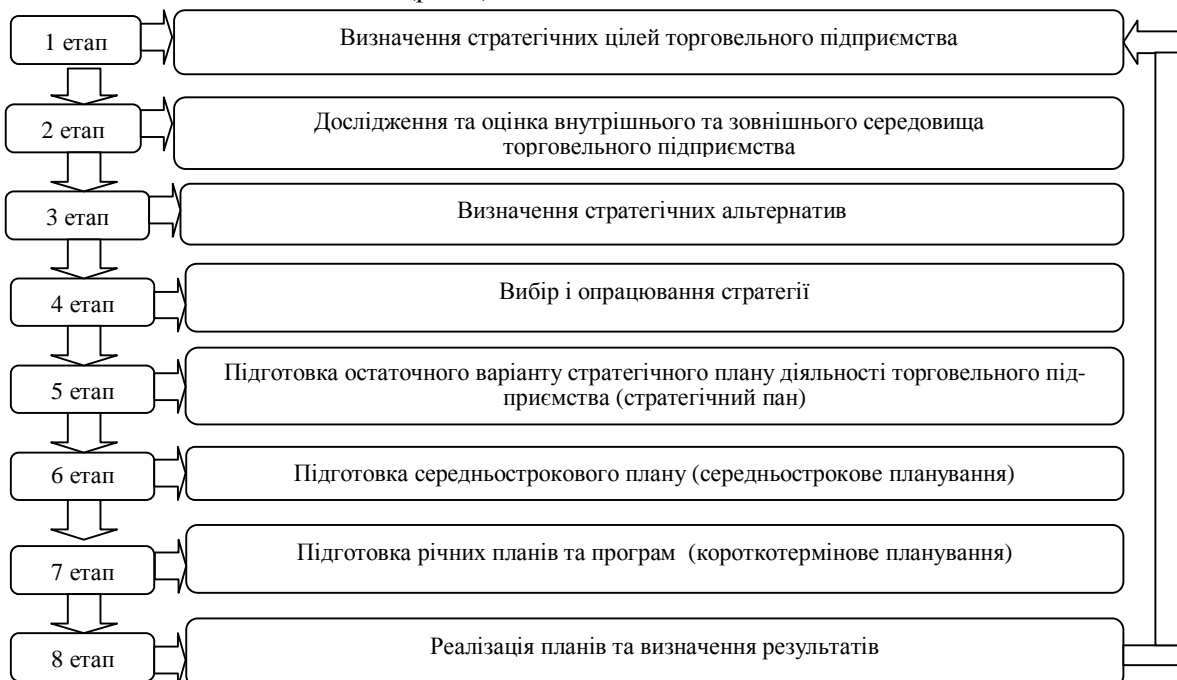 1 етап
Визначення стратегічних цілей торговельного підприємства
2 етап
Дослідження та оцінка внутрішнього та зовнішнього середовища
торговельного підприємства
3 етап
Визначення стратегічних альтернатив
4 етап
Вибір і опрацювання стратегії
5 етап
Підготовка остаточного варіанту стратегічного плану діяльності торговельного під-
приємства (стратегічний пан)
6 етап
Підготовка середньострокового плану (середньострокове планування)
7 етап
Підготовка річних планів та програм (короткотермінове планування)
8 етап
Реалізація планів та визначення результатів